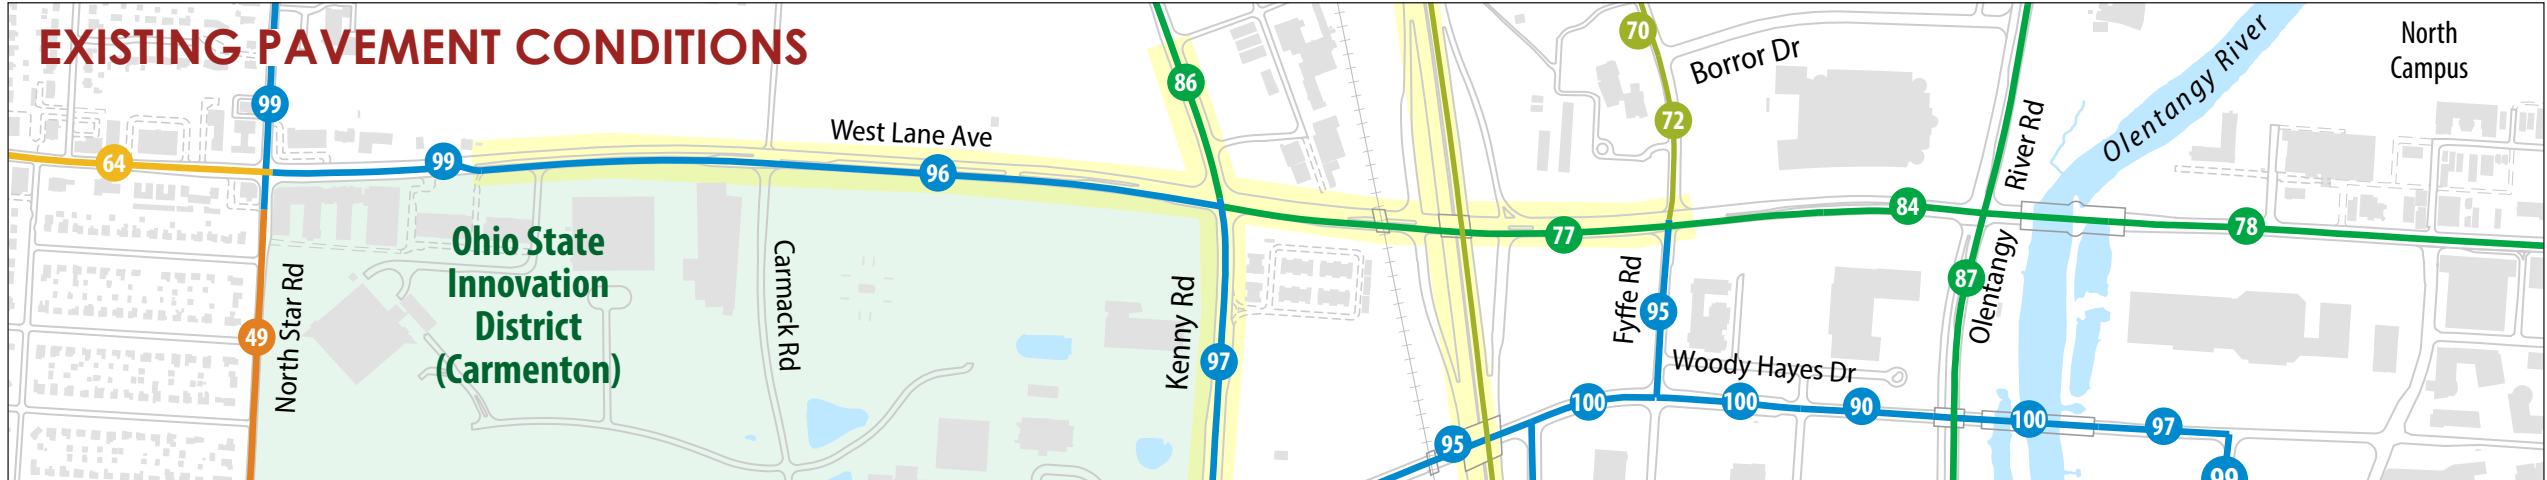 EXISTING PAVEMENT CONDITIONS
North
Campus
70
Borror Dr
Olentangy River
86
99
72
West Lane Ave
River Rd
64
99
96
84
77
78
Ohio State
Innovation
District
(Carmenton)
Carmack Rd
Kenny Rd
Fyffe Rd
95
87
Olentangy
49
North Star Rd
97
Woody Hayes Dr
100
100
90
100
97
95
99